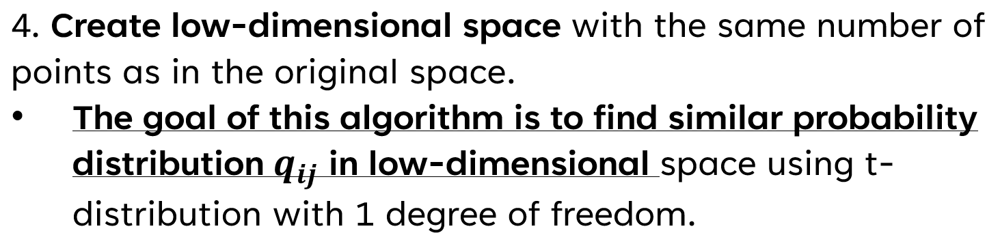 4. Create low-dimensional space with the same number of
points as in the original space.
• The goal of this algorithm is to find similar probability
distribution q_{ij} in low-dimensional space using t-
distribution with 1 degree of freedom.